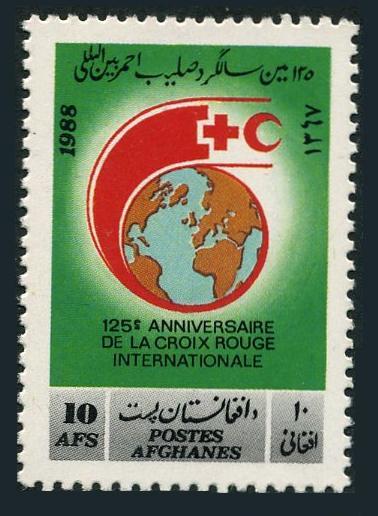 ۱۲۵ مین سالگرد صلیب احمر بین المللی
1988
۱۳٦۷
125e ANNIVERSAIRE
DE LA CROIX ROUGE
INTERNATIONALE
10
AFS
د افغانستان پست
POSTES
AFGHANES
۱۰
افغانی